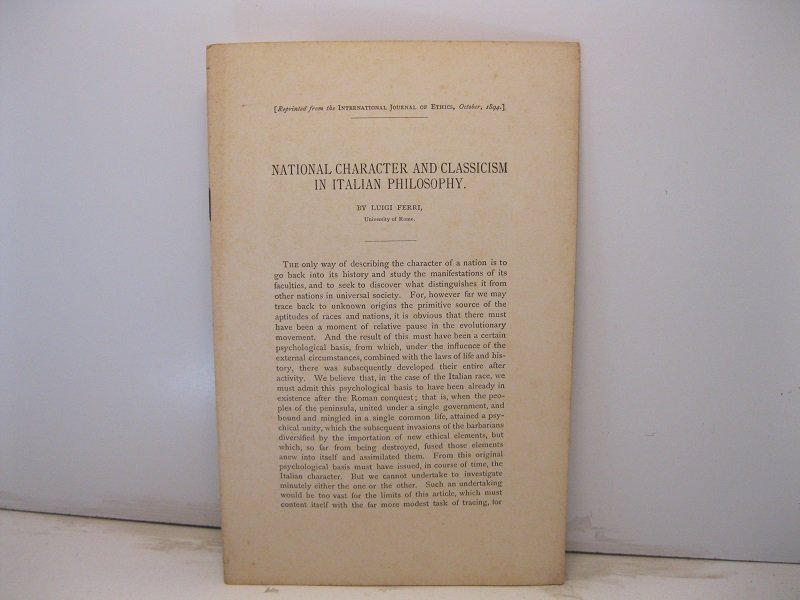 [Reprinted from the INTERNATIONAL JOURNAL OF ETHICS, October, 1894.]
NATIONAL CHARACTER AND CLASSICISM
IN ITALIAN PHILOSOPHY.
BY LUIGI FERRI,
University of Rome.
THE only way of describing the character of a nation is to
go back into its history and study the manifestations of its
faculties, and to seek to discover what distinguishes it from
other nations in universal society. For, however far we may
trace back to unknown origins the primitive source of the
aptitudes of races and nations, it is obvious that there must
have been a moment of relative pause in the evolutionary
movement. And the result of this must have been a certain
psychological basis, from which, under the influence of the
external circumstances, combined with the laws of life and his-
tory, there was subsequently developed their entire after
activity. We believe that, in the case of the Italian race, we
must admit this psychological basis to have been already in
existence after the Roman conquest; that is, when the peo-
ples of the peninsula, united under a single government, and
bound and mingled in a single common life, attained a psy-
chical unity, which the subsequent invasions of the barbarians
diversified by the importation of new ethical elements, but
which, so far from being destroyed, fused those elements
anew into itself and assimilated them. From this original
psychological basis must have issued, in course of time, the
Italian character. But we cannot undertake to investigate
minutely either the one or the other. Such an undertaking
would be too vast for the limits of this article, which must
content itself with the far more modest task of tracing, for